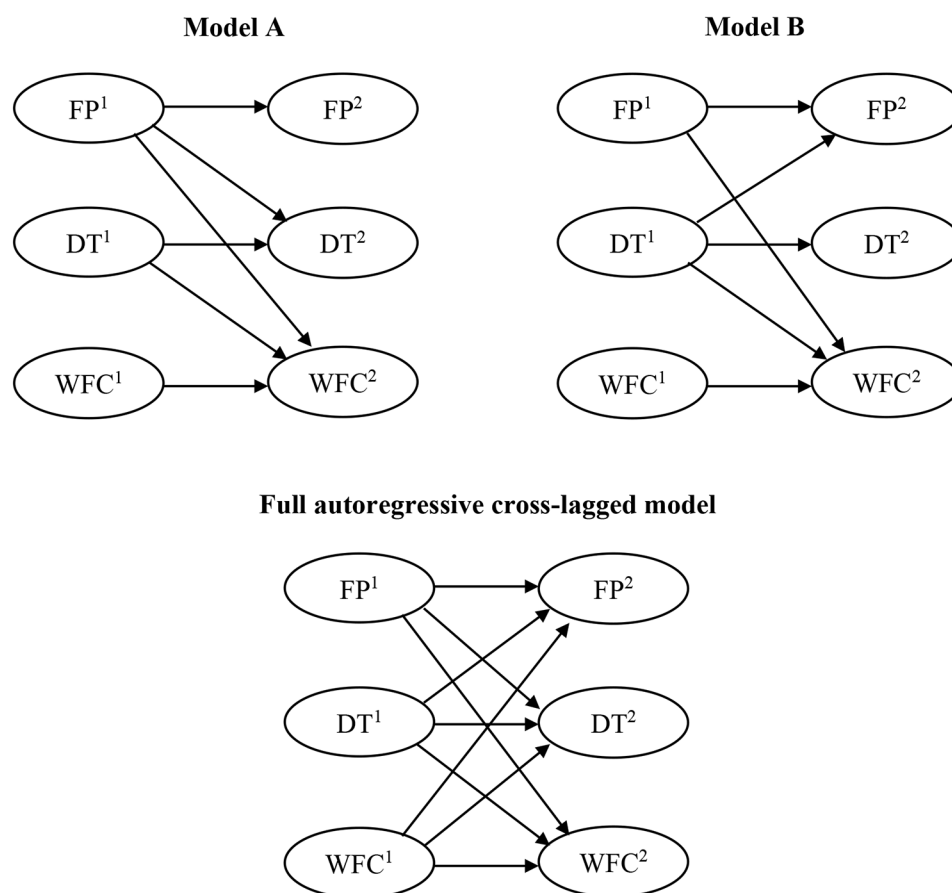 Model A
Model B
FP¹ FP²
FP¹ FP²
DT¹ DT²
DT¹ DT²
WFC¹ WFC²
WFC¹ WFC²
Full autoregressive cross-lagged model
FP¹ FP²
DT¹ DT²
WFC¹ WFC²